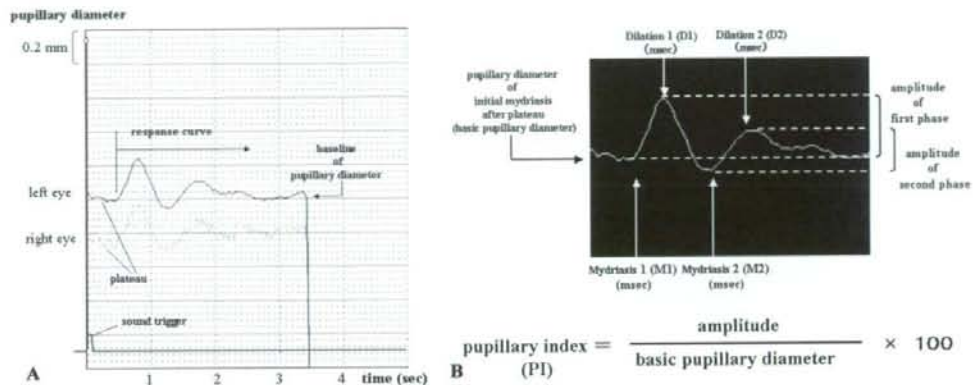 pupillary diameter
0.2 mm
response curve
baseline
of
pupillary diameter
left eye
right eye
plateau
sound trigger
A
1
2
3
4
time (sec)
Dilation 1 (D1)
(msec)
Dilation 2 (D2)
(msec)
pupillary diameter
of
initial mydriasis
after plateau
(basic pupillary diameter)
amplitude
of
first phase
amplitude
of
second phase
Mydriasis 1 (M1)
(msec)
Mydriasis 2 (M2)
(msec)
B
pupillary index = amplitude / basic pupillary diameter × 100
(PI)